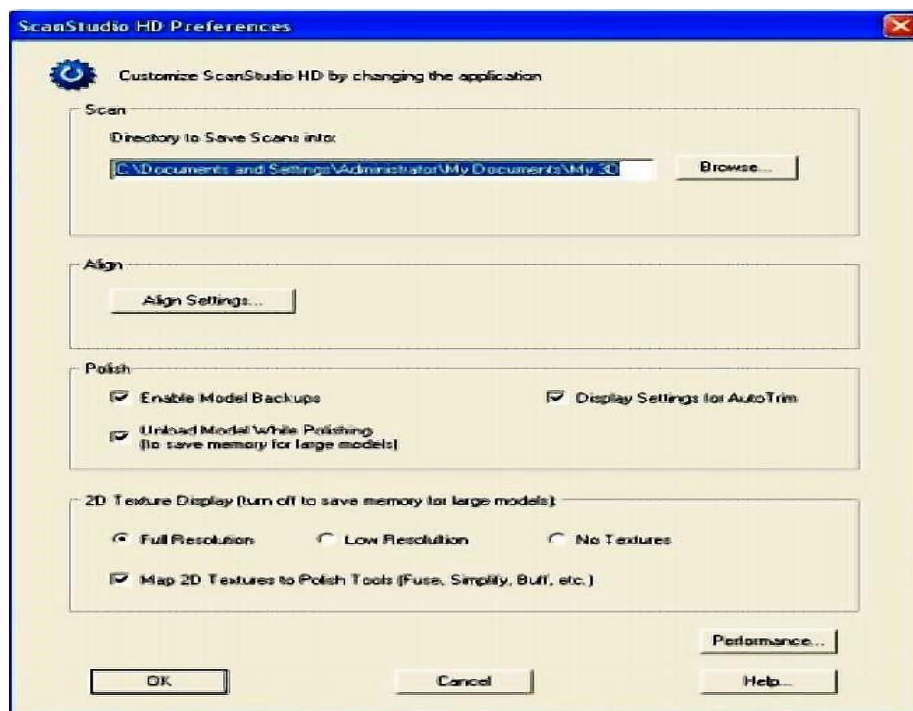 ScanStudio HD Preferences
Customize ScanStudio HD by changing the application
Scan
Directory to Save Scans into:
C:\Documents and Settings\Administrator\My Documents\My 3D
Browse...
Align
Align Settings...
Polish
Enable Model Backups
Display Settings for AutoTrim
Unload Model While Polishing
(to save memory for large models)
2D Texture Display (turn off to save memory for large models)
Full Resolution
Low Resolution
No Textures
Map 2D Textures to Polish Tools (Fuse, Simplify, Buff, etc.)
Performance...
OK
Cancel
Help...